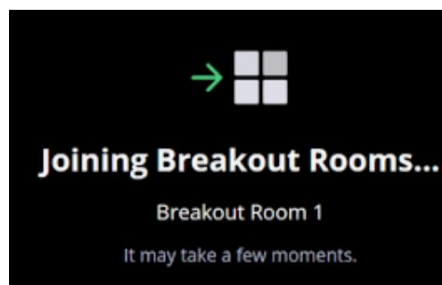 Joining Breakout Rooms...
Breakout Room 1
It may take a few moments.